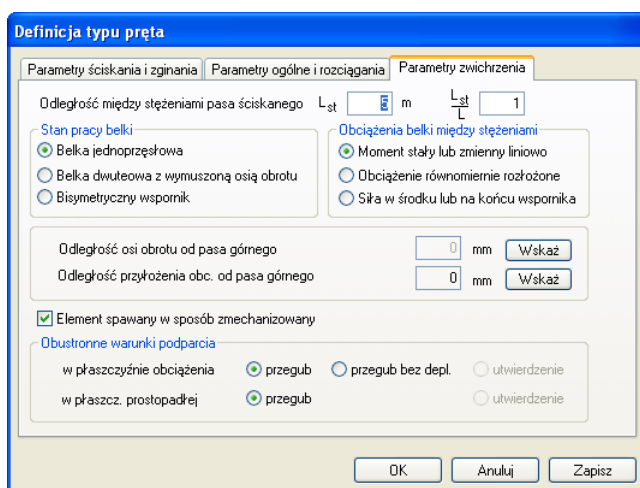 Definicja typu pręta
Parametry ściskania i zginania Parametry ogólne i rozciągania Parametry zwichrzenia
Odległość między stężeniami pasa ściskanego Lst 5 m Lst/L 1
Stan pracy belki
Belka jednoprzęsłowa
Belka dwuteowa z wymuszoną osią obrotu
Bisymetryczny wspornik
Obciążenia belki między stężeniami
Moment stały lub zmienny liniowo
Obciążenie równomiernie rozłożone
Siła w środku lub na końcu wspornika
Odległość osi obrotu od pasa górnego 0 mm Wskaż
Odległość przyłożenia obc. od pasa górnego 0 mm Wskaż
Element spawany w sposób zmechanizowany
Obustronne warunki podparcia
w płaszczyźnie obciążenia przegub przegub bez depl. utwierdzenie
w płaszcz. prostopadłej przegub utwierdzenie
OK Anuluj Zapisz